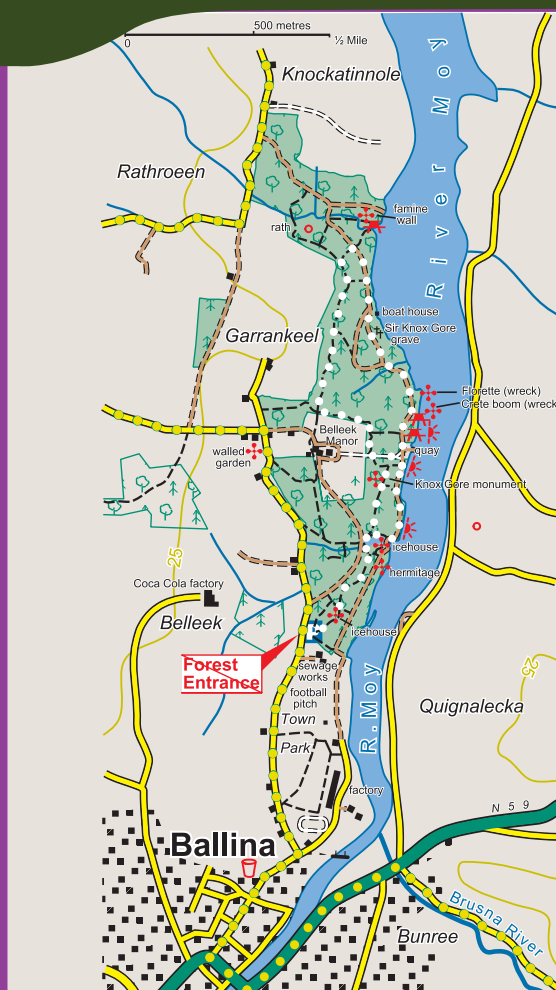 500 metres
0
½ Mile
Knockatinnole
Rathroeen
River Moy
famine
wall
rath
boat house
Sir Knox Gore
grave
Garrankeel
Florette (wreck)
Crete boom (wreck
Belleek
Manor
walled
garden
quay
Knox Gore monument
25
icehouse
Coca Cola factory
hermitage
Belleek
icehouse
P
Forest
Entrance
sewage
works
25
football
pitch
R. Moy
Quignalecka
Town
Park
factory
N 59
Ballina
Brusna River
Bunree